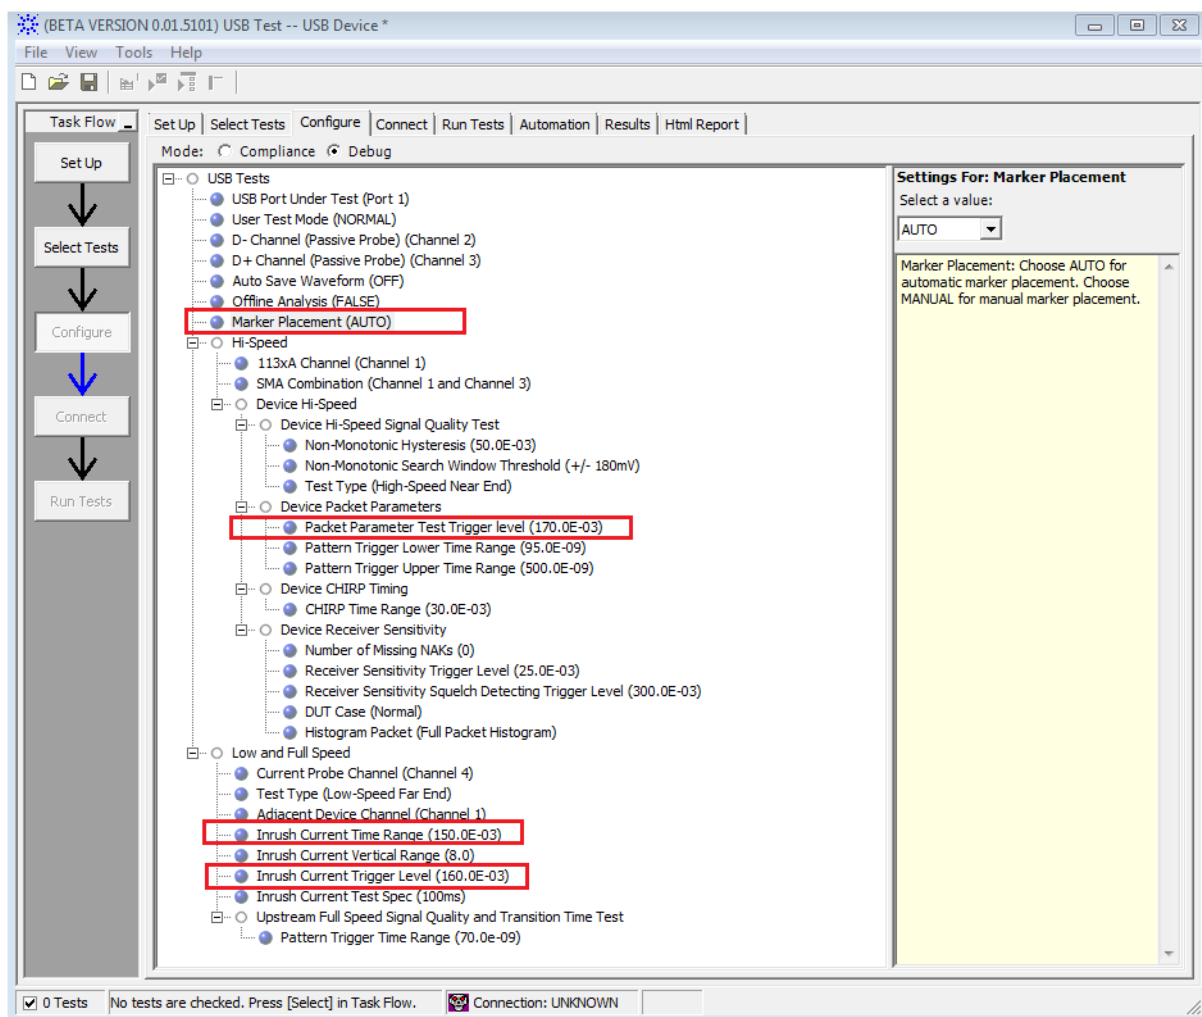 (BETA VERSION 0.01.5101) USB Test -- USB Device *
File View Tools Help
Task Flow
Set Up
Select Tests
Configure
Connect
Run Tests
Set Up Select Tests Configure Connect Run Tests Automation Results Html Report
Mode: Compliance Debug
USB Tests
USB Port Under Test (Port 1)
User Test Mode (NORMAL)
D- Channel (Passive Probe) (Channel 2)
D+ Channel (Passive Probe) (Channel 3)
Auto Save Waveform (OFF)
Offline Analysis (FALSE)
Marker Placement (AUTO)
Hi-Speed
113xA Channel (Channel 1)
SMA Combination (Channel 1 and Channel 3)
Device Hi-Speed
Device Hi-Speed Signal Quality Test
Non-Monotonic Hysteresis (50.0E-03)
Non-Monotonic Search Window Threshold (+/- 180mV)
Test Type (High-Speed Near End)
Device Packet Parameters
Packet Parameter Test Trigger level (170.0E-03)
Pattern Trigger Lower Time Range (95.0E-09)
Pattern Trigger Upper Time Range (500.0E-09)
Device CHIRP Timing
CHIRP Time Range (30.0E-03)
Device Receiver Sensitivity
Number of Missing NAKs (0)
Receiver Sensitivity Trigger Level (25.0E-03)
Receiver Sensitivity Squelch Detecting Trigger Level (300.0E-03)
DUT Case (Normal)
Histogram Packet (Full Packet Histogram)
Low and Full Speed
Current Probe Channel (Channel 4)
Test Type (Low-Speed Far End)
Adjacent Device Channel (Channel 1)
Inrush Current Time Range (150.0E-03)
Inrush Current Vertical Range (8.0)
Inrush Current Trigger Level (160.0E-03)
Inrush Current Test Spec (100ms)
Upstream Full Speed Signal Quality and Transition Time Test
Pattern Trigger Time Range (70.0e-09)
Settings For: Marker Placement
Select a value:
AUTO
Marker Placement: Choose AUTO for
automatic marker placement. Choose
MANUAL for manual marker placement.
0 Tests No tests are checked. Press [Select] in Task Flow. Connection: UNKNOWN